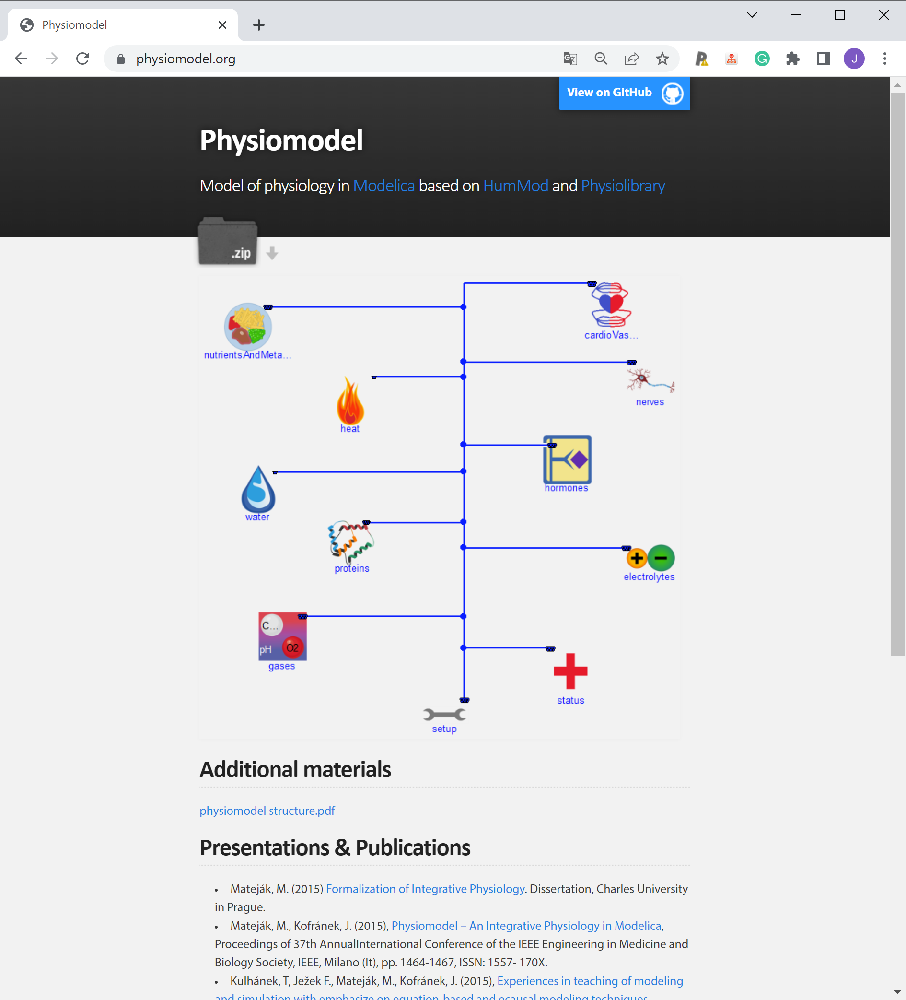 Physiomodel
physiomodel.org
J
View on GitHub
Physiomodel
Model of physiology in Modelica based on HumMod and Physiolibrary
.zip
cardioVas...
nutrientsAndMeta...
nerves
heat
hormones
water
proteins
electrolytes
C...
pH O2
gases
status
setup
Additional materials
physiomodel structure.pdf
Presentations & Publications
• Mateják, M. (2015) Formalization of Integrative Physiology. Dissertation, Charles University
in Prague.
• Mateják, M., Kofránek, J. (2015), Physiomodel – An Integrative Physiology in Modelica,
Proceedings of 37th AnnualInternational Conference of the IEEE Engineering in Medicine and
Biology Society, IEEE, Milano (It), pp. 1464-1467, ISSN: 1557- 170X.
• Kulhánek, T, Ježek F., Mateják, M., Kofránek, J. (2015), Experiences in teaching of modeling
and simulation with emphasize on equation-based and ecausal modeling techniques